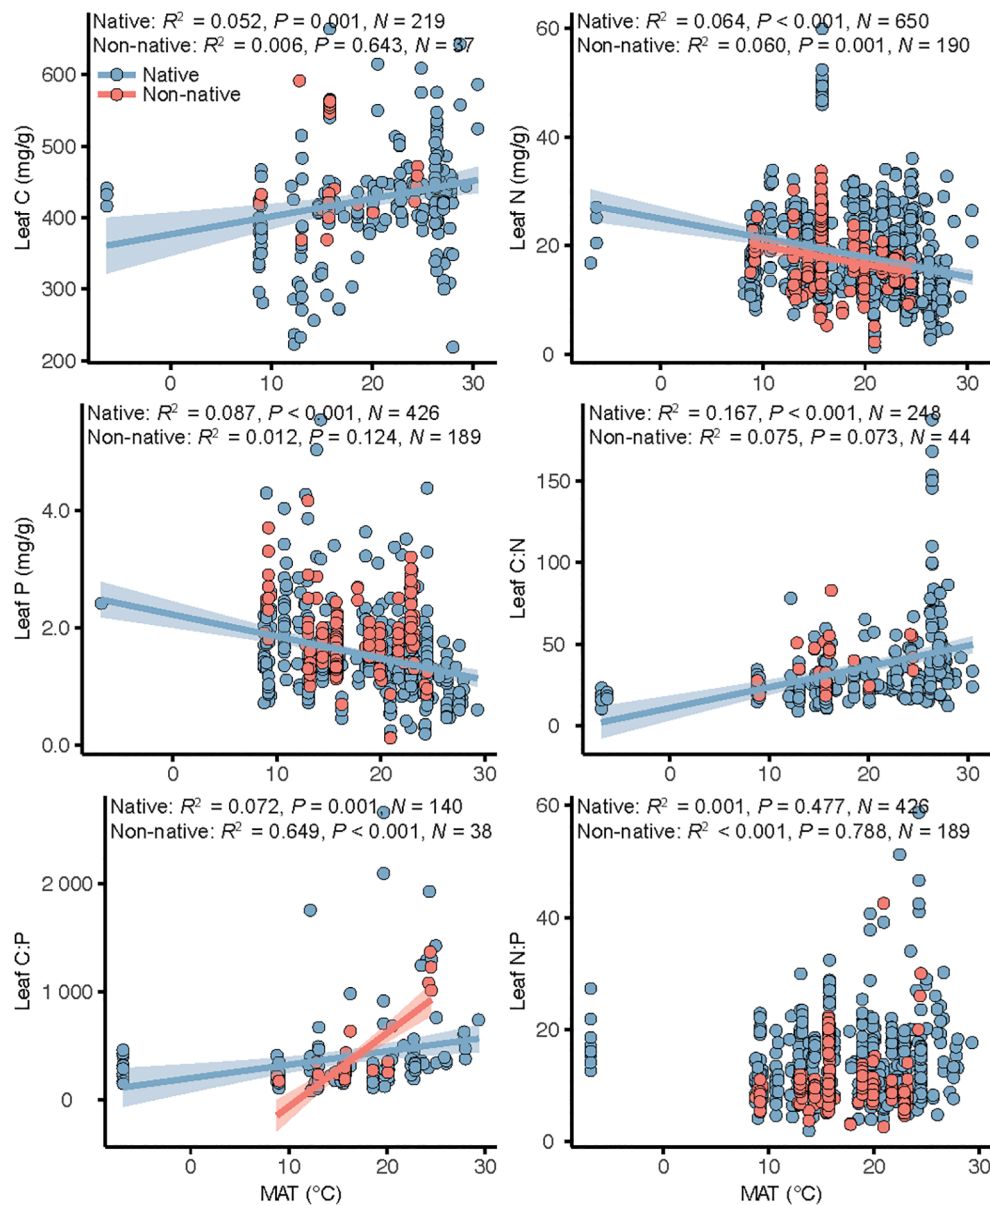 Native: R² = 0.052, P = 0.001, N = 219
Non-native: R² = 0.006, P = 0.643, N = 37
Native
Non-native
600
500
400
300
200
Leaf C (mg/g)
0 10 20 30
Native: R² = 0.064, P < 0.001, N = 650
Non-native: R² = 0.060, P = 0.001, N = 190
60
40
20
0
Leaf N (mg/g)
0 10 20 30
Native: R² = 0.087, P < 0.001, N = 426
Non-native: R² = 0.012, P = 0.124, N = 189
4.0
2.0
0.0
Leaf P (mg/g)
0 10 20 30
Native: R² = 0.167, P < 0.001, N = 248
Non-native: R² = 0.075, P = 0.073, N = 44
150
100
50
0
Leaf C:N
0 10 20 30
Native: R² = 0.072, P = 0.001, N = 140
Non-native: R² = 0.649, P < 0.001, N = 38
2 000
1 000
0
Leaf C:P
0 10 20 30
MAT (°C)
Native: R² = 0.001, P = 0.477, N = 426
Non-native: R² < 0.001, P = 0.788, N = 189
60
40
20
0
Leaf N:P
0 10 20 30
MAT (°C)